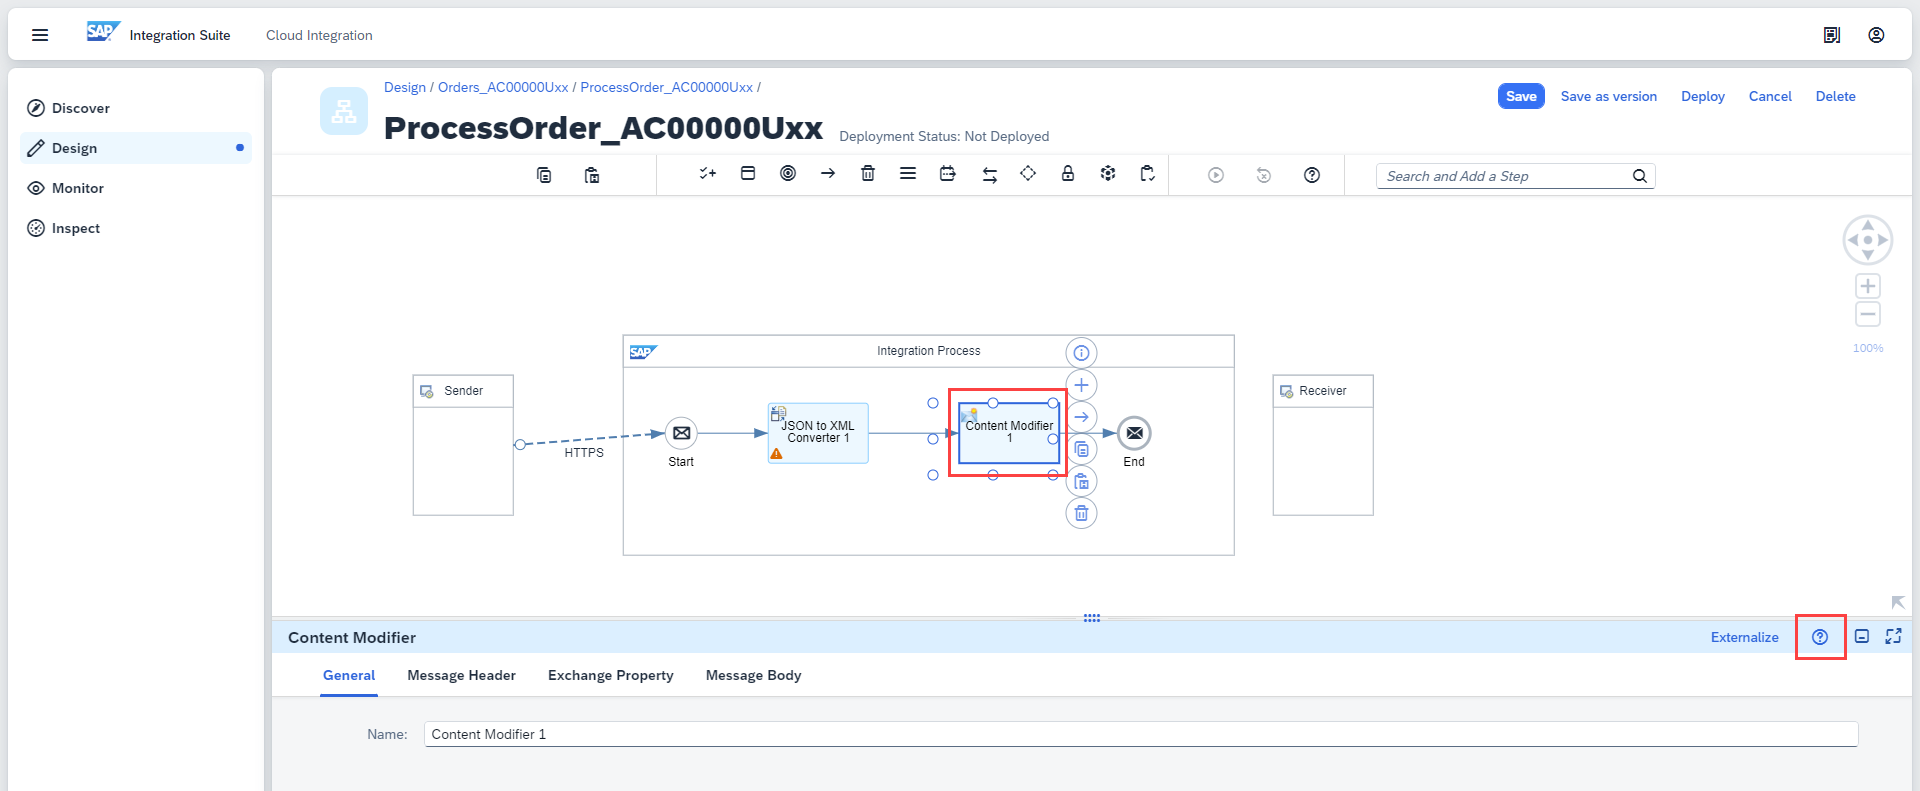 SAP Integration Suite Cloud Integration
Discover
Design
Monitor
Inspect
Design / Orders_AC00000Uxx / ProcessOrder_AC00000Uxx /
ProcessOrder_AC00000Uxx Deployment Status: Not Deployed
Save Save as version Deploy Cancel Delete
Search and Add a Step
100%
SAP Integration Process
Sender
HTTPS
Start
JSON to XML
Converter 1
Content Modifier
1
End
Receiver
Content Modifier
Externalize
General Message Header Exchange Property Message Body
Name: Content Modifier 1